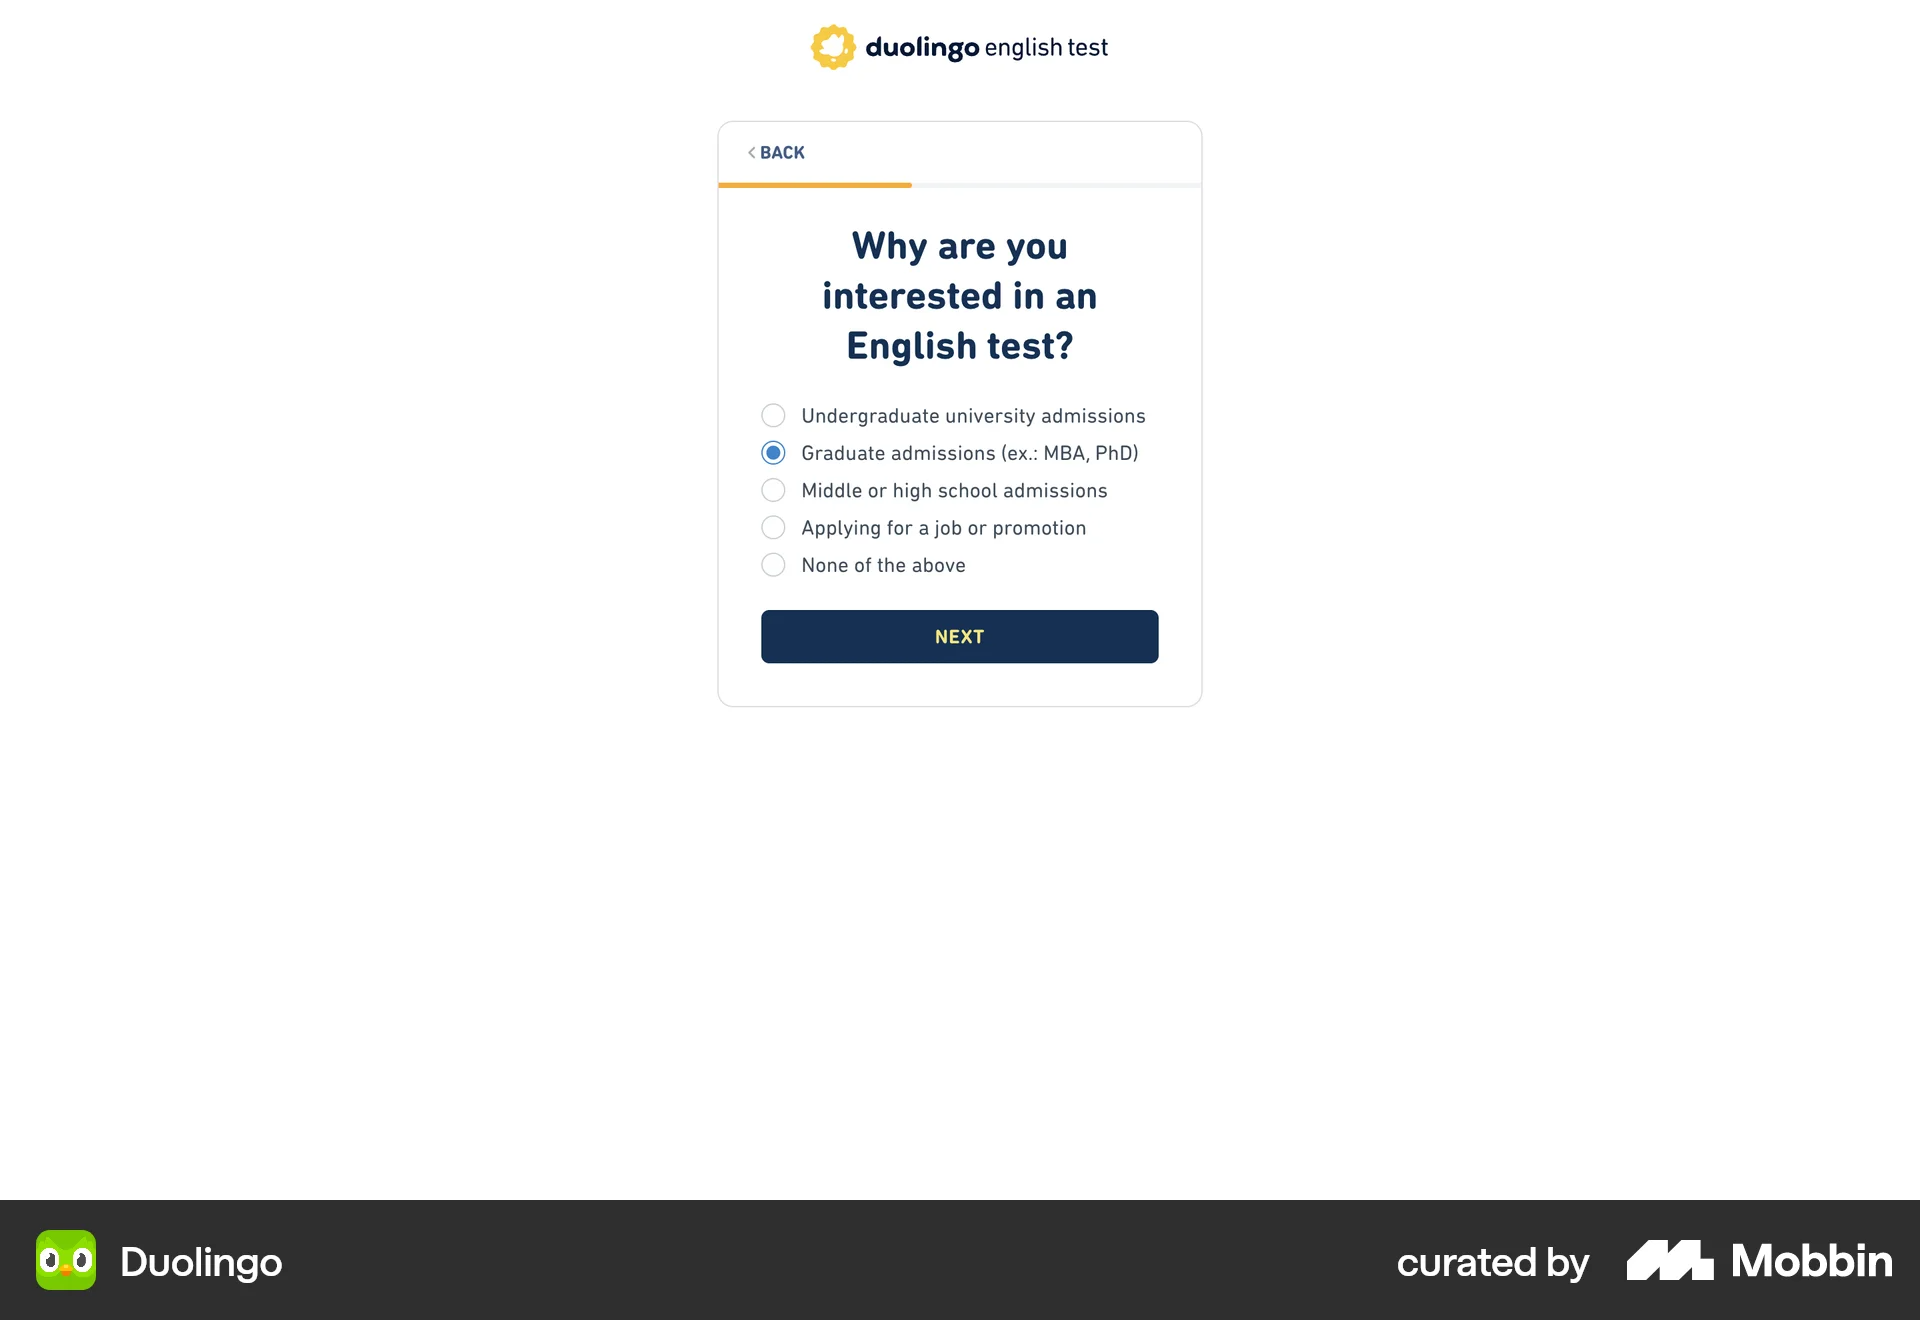 duolingo english test
BACK
Why are you
interested in an
English test?
Undergraduate university admissions
Graduate admissions (ex.: MBA, PhD)
Middle or high school admissions
Applying for a job or promotion
None of the above
NEXT
Duolingo
curated by Mobbin